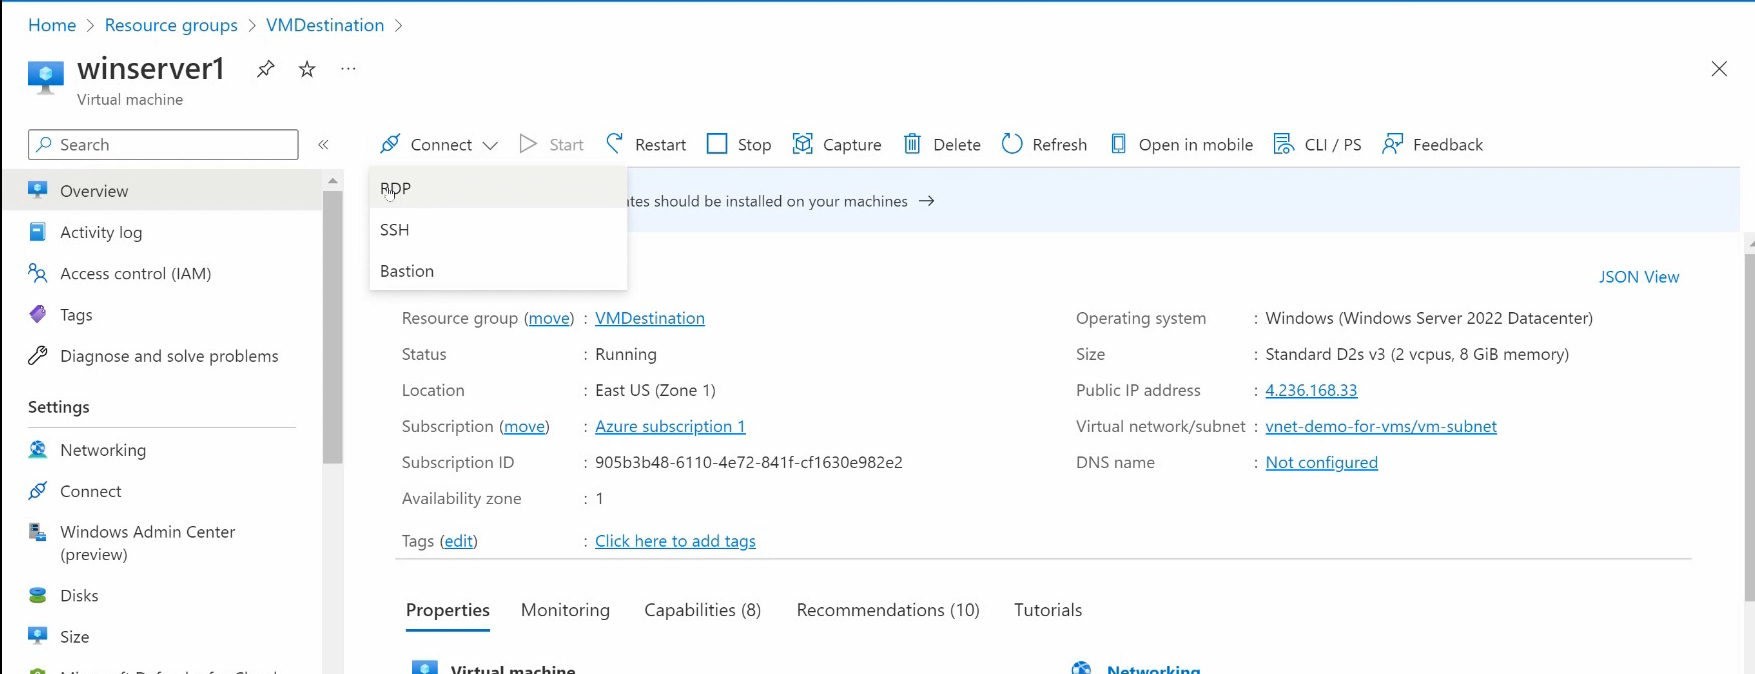 Home > Resource groups > VMDestination >
winserver1
Virtual machine
Search
Connect Start Restart Stop Capture Delete Refresh Open in mobile CLI / PS Feedback
Overview
Activity log
Access control (IAM)
Tags
Diagnose and solve problems
Settings
Networking
Connect
Windows Admin Center
(preview)
Disks
Size
RDP
SSH
Bastion
should be installed on your machines →
JSON View
Resource group (move) : VMDestination
Status : Running
Location : East US (Zone 1)
Subscription (move) : Azure subscription 1
Subscription ID : 905b3b48-6110-4e72-841f-cf1630e982e2
Availability zone : 1
Tags (edit) : Click here to add tags
Operating system : Windows (Windows Server 2022 Datacenter)
Size : Standard D2s v3 (2 vcpus, 8 GiB memory)
Public IP address : 4.236.168.33
Virtual network/subnet : vnet-demo-for-vms/vm-subnet
DNS name : Not configured
Properties Monitoring Capabilities (8) Recommendations (10) Tutorials
Virtual machine
Networking